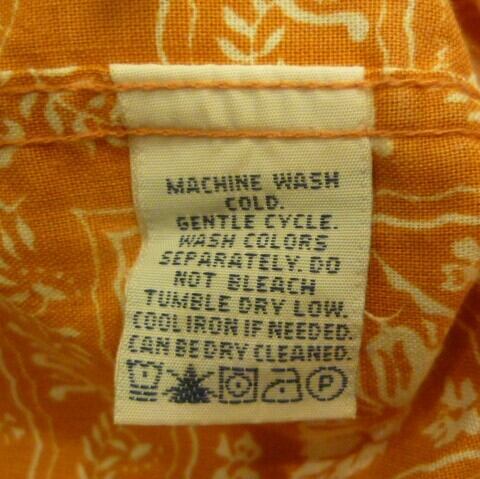 MACHINE WASH
COLD.
GENTLE CYCLE.
WASH COLORS
SEPARATELY. DO
NOT BLEACH
TUMBLE DRY LOW.
COOL IRON IF NEEDED.
CAN BE DRY CLEANED.
P